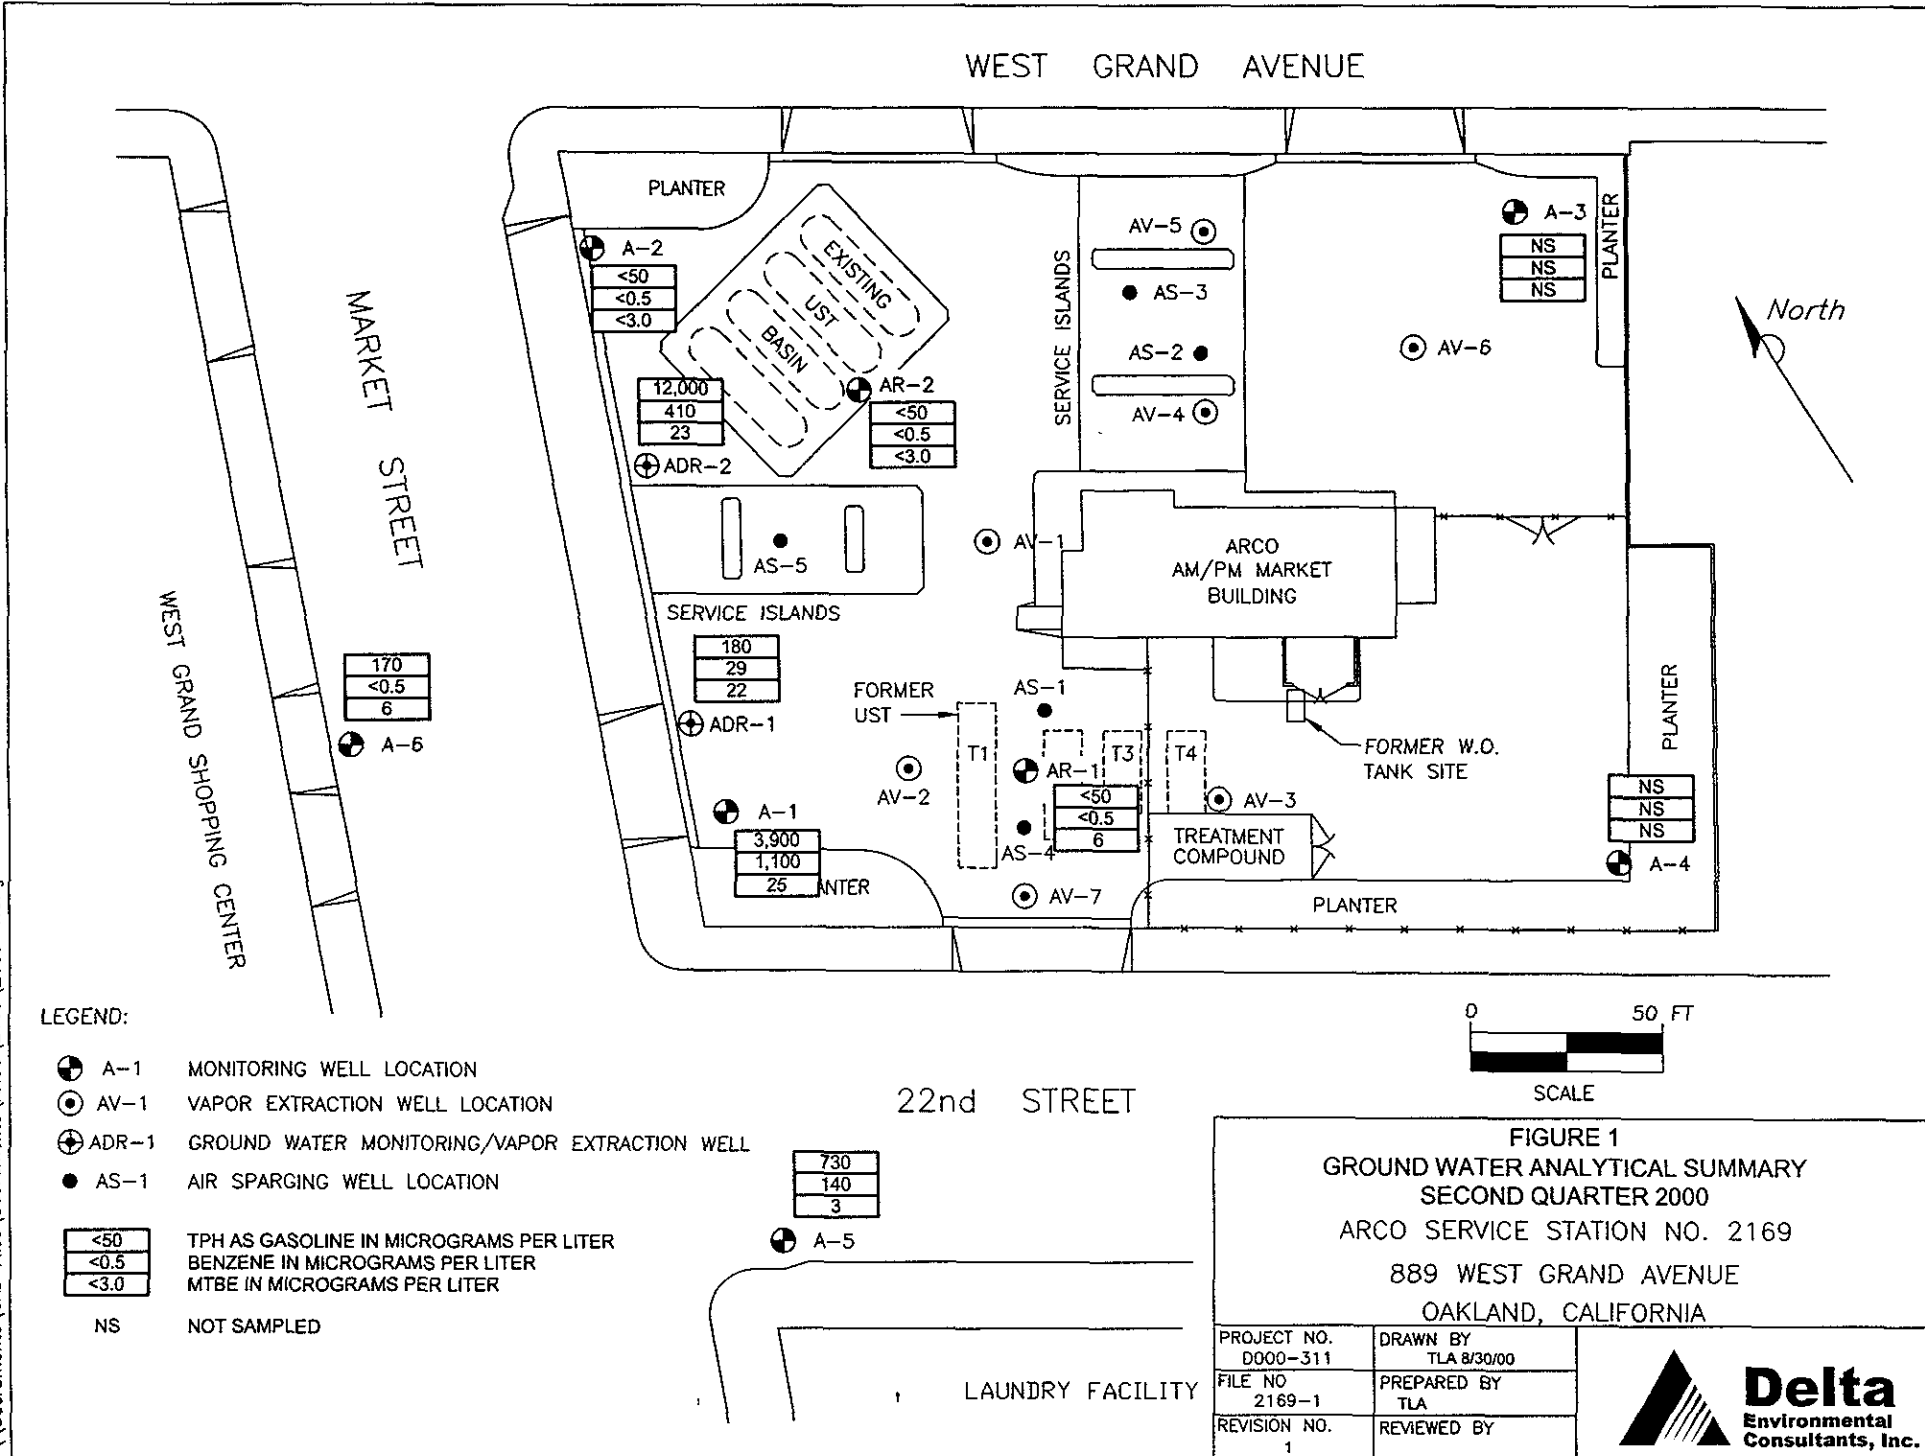 WEST GRAND AVENUE
PLANTER
A-2
<50
<0.5
<3.0
EXISTING
UST
BASIN
MARKET STREET
12,000
410
23
ADR-2
AR-2
<50
<0.5
<3.0
SERVICE ISLANDS
AV-5
AS-3
AS-2
AV-4
A-3
NS
NS
NS
PLANTER
AV-6
North
AS-5
SERVICE ISLANDS
AV-1
ARCO
AM/PM MARKET
BUILDING
WEST GRAND SHOPPING CENTER
170
<0.5
6
A-6
180
29
22
ADR-1
FORMER
UST
AS-1
T1
T3
T4
AR-1
<50
<0.5
6
AV-2
AS-4
AV-3
FORMER W.O.
TANK SITE
PLANTER
A-1
3,900
1,100
25
ANTER
TREATMENT
COMPOUND
AV-7
PLANTER
NS
NS
NS
A-4
LEGEND:
A-1 MONITORING WELL LOCATION
AV-1 VAPOR EXTRACTION WELL LOCATION
ADR-1 GROUND WATER MONITORING/VAPOR EXTRACTION WELL
AS-1 AIR SPARGING WELL LOCATION
<50 TPH AS GASOLINE IN MICROGRAMS PER LITER
<0.5 BENZENE IN MICROGRAMS PER LITER
<3.0 MTBE IN MICROGRAMS PER LITER
NS NOT SAMPLED
22nd STREET
730
140
3
A-5
LAUNDRY FACILITY
0 50 FT
SCALE
FIGURE 1
GROUND WATER ANALYTICAL SUMMARY
SECOND QUARTER 2000
ARCO SERVICE STATION NO. 2169
889 WEST GRAND AVENUE
OAKLAND, CALIFORNIA
PROJECT NO.
D000-311
DRAWN BY
TLA 8/30/00
FILE NO
2169-1
PREPARED BY
TLA
REVISION NO.
1
REVIEWED BY
Delta
Environmental
Consultants, Inc.